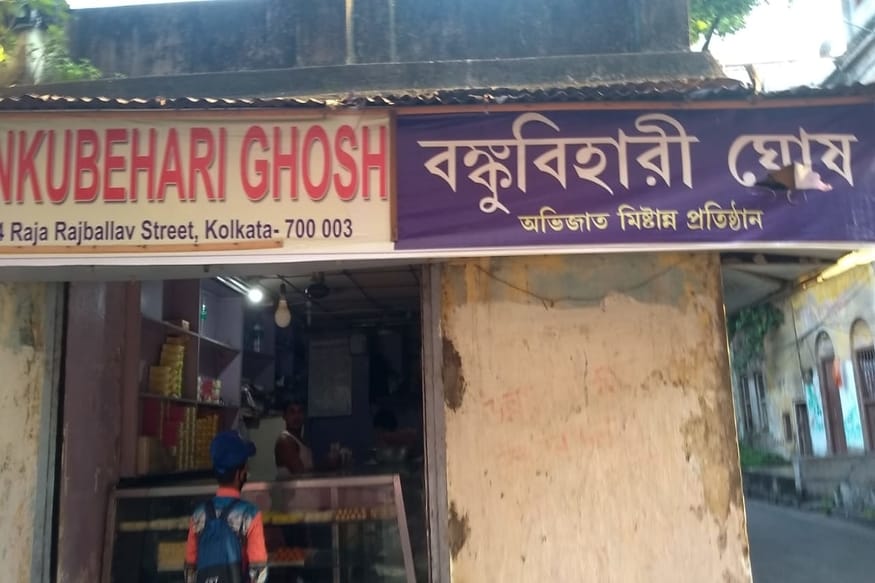 NKUBEHARI GHOSH
4 Raja Rajballav Street, Kolkata- 700 003
বঙ্কুবিহারী ঘোষ
অভিজাত মিষ্টান্ন প্রতিষ্ঠান